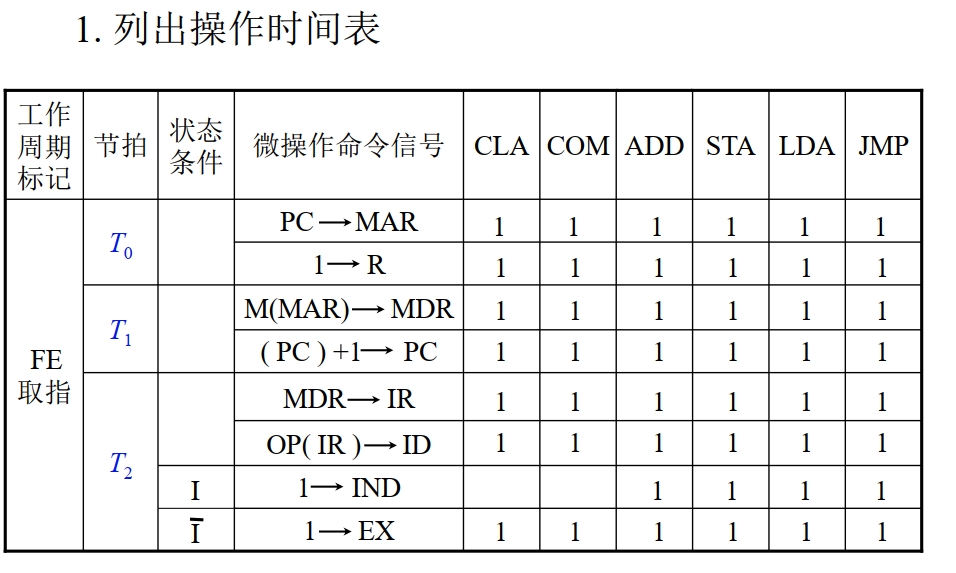 1. 列出操作时间表
工作周期标记 节拍 状态条件 微操作命令信号 CLA COM ADD STA LDA JMP
FE 取指 T0 PC → MAR 1 1 1 1 1 1
1 → R 1 1 1 1 1 1
T1 M(MAR) → MDR 1 1 1 1 1 1
( PC ) +1 → PC 1 1 1 1 1 1
T2 MDR → IR 1 1 1 1 1 1
OP( IR ) → ID 1 1 1 1 1 1
I 1 → IND 1 1 1 1
Ī 1 → EX 1 1 1 1 1 1